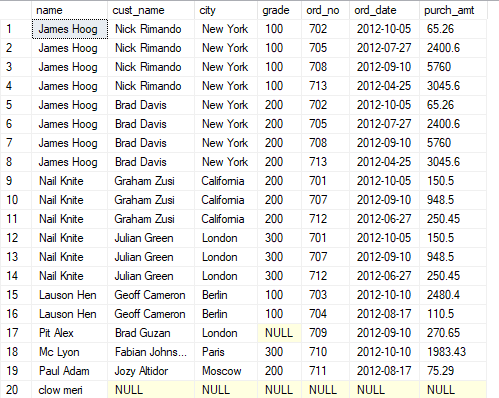 name cust_name city grade ord_no ord_date purch_amt
1 James Hoog Nick Rimando New York 100 702 2012-10-05 65.26
2 James Hoog Nick Rimando New York 100 705 2012-07-27 2400.6
3 James Hoog Nick Rimando New York 100 708 2012-09-10 5760
4 James Hoog Nick Rimando New York 100 713 2012-04-25 3045.6
5 James Hoog Brad Davis New York 200 702 2012-10-05 65.26
6 James Hoog Brad Davis New York 200 705 2012-07-27 2400.6
7 James Hoog Brad Davis New York 200 708 2012-09-10 5760
8 James Hoog Brad Davis New York 200 713 2012-04-25 3045.6
9 Nail Knite Graham Zusi California 200 701 2012-10-05 150.5
10 Nail Knite Graham Zusi California 200 707 2012-09-10 948.5
11 Nail Knite Graham Zusi California 200 712 2012-06-27 250.45
12 Nail Knite Julian Green London 300 701 2012-10-05 150.5
13 Nail Knite Julian Green London 300 707 2012-09-10 948.5
14 Nail Knite Julian Green London 300 712 2012-06-27 250.45
15 Lauson Hen Geoff Cameron Berlin 100 703 2012-10-10 2480.4
16 Lauson Hen Geoff Cameron Berlin 100 704 2012-08-17 110.5
17 Pit Alex Brad Guzan London NULL 709 2012-09-10 270.65
18 Mc Lyon Fabian Johns... Paris 300 710 2012-10-10 1983.43
19 Paul Adam Jozy Altidor Moscow 200 711 2012-08-17 75.29
20 clow meri NULL NULL NULL NULL NULL NULL